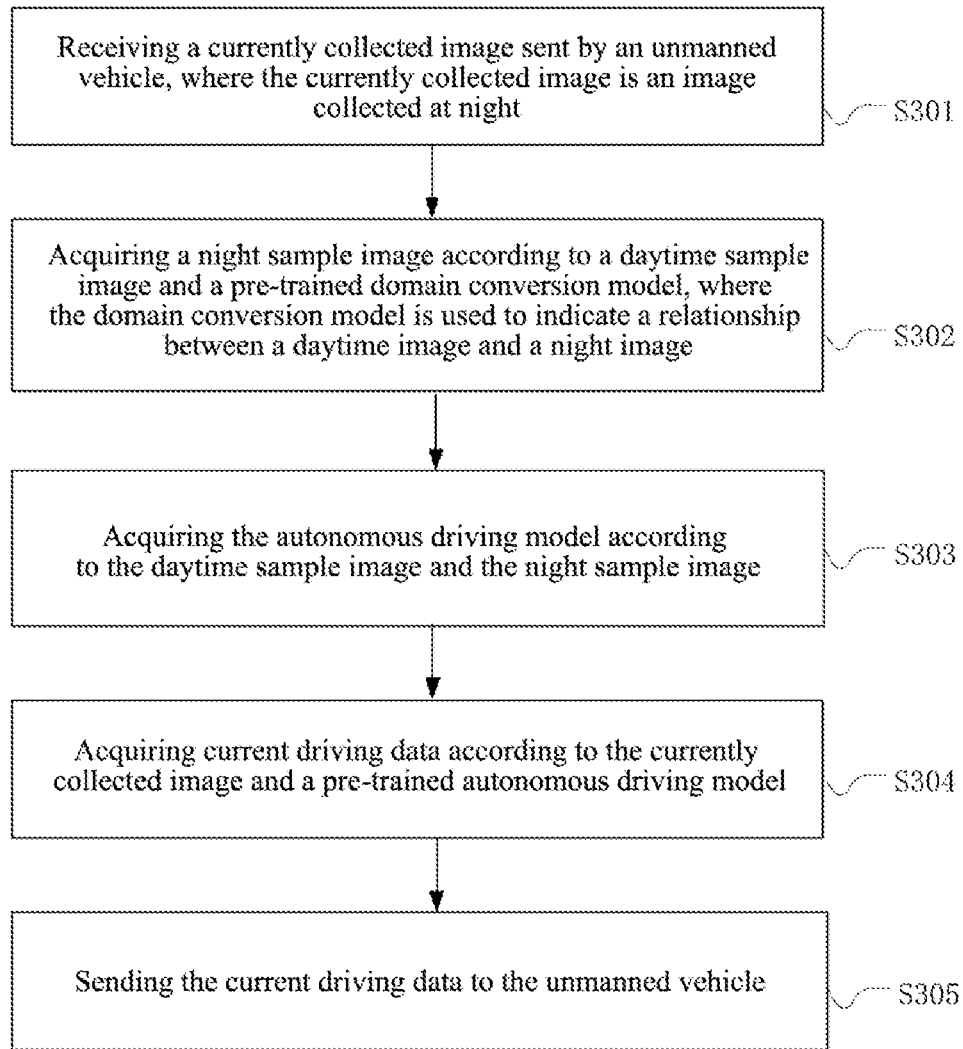 Receiving a currently collected image sent by an unmanned
vehicle, where the currently collected image is an image
collected at night
S301
Acquiring a night sample image according to a daytime sample
image and a pre-trained domain conversion model, where
the domain conversion model is used to indicate a relationship
between a daytime image and a night image
S302
Acquiring the autonomous driving model according
to the daytime sample image and the night sample image
S303
Acquiring current driving data according to the currently
collected image and a pre-trained autonomous driving model
S304
Sending the current driving data to the unmanned vehicle
S305